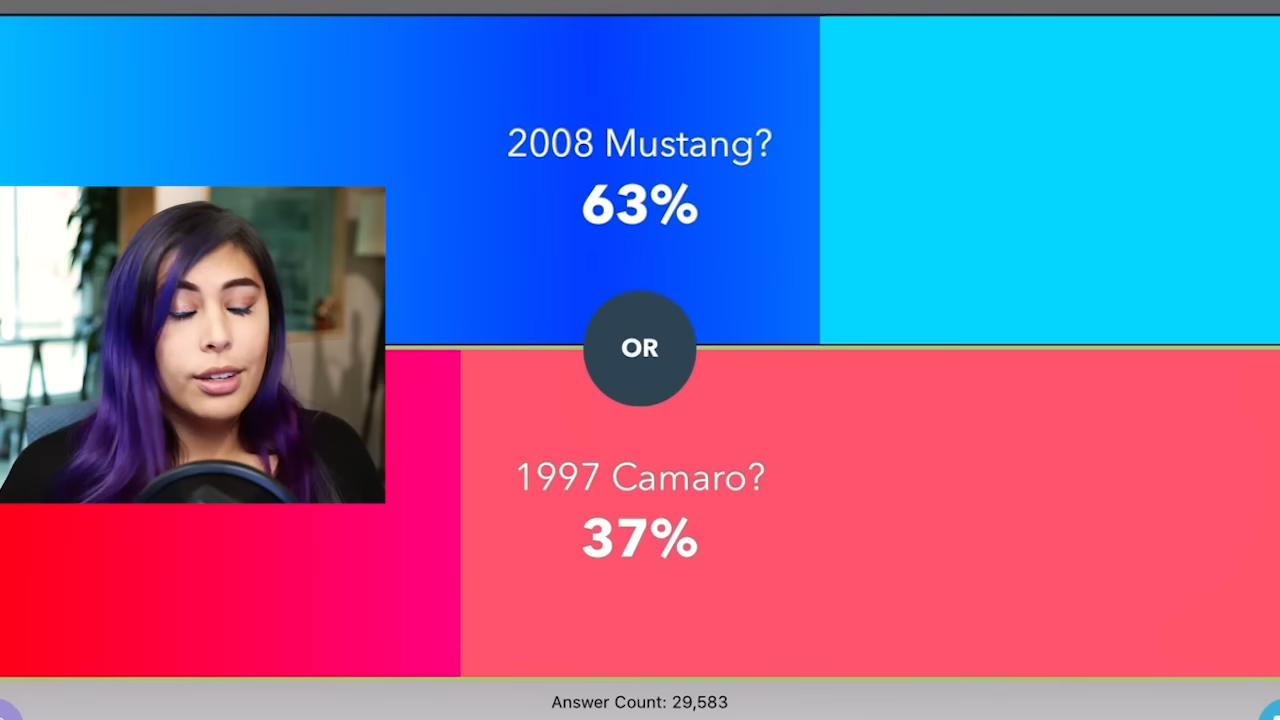 2008 Mustang?
63%
OR
1997 Camaro?
37%
Answer Count: 29,583